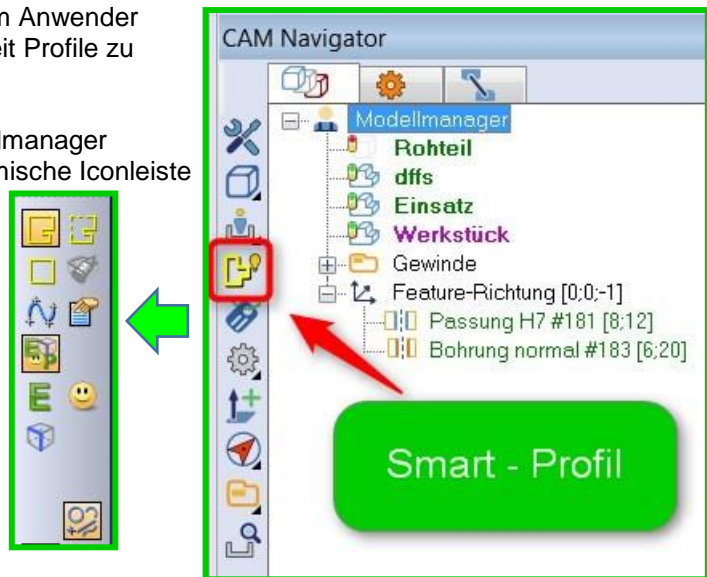 m Anwender
eit Profile zu
lmanager
nische Iconleiste
CAM Navigator
Modellmanager
Rohteil
dffs
Einsatz
Werkstück
Gewinde
Feature-Richtung [0;0;-1]
Passung H7 #181 [8;12]
Bohrung normal #183 [6;20]
Smart - Profil